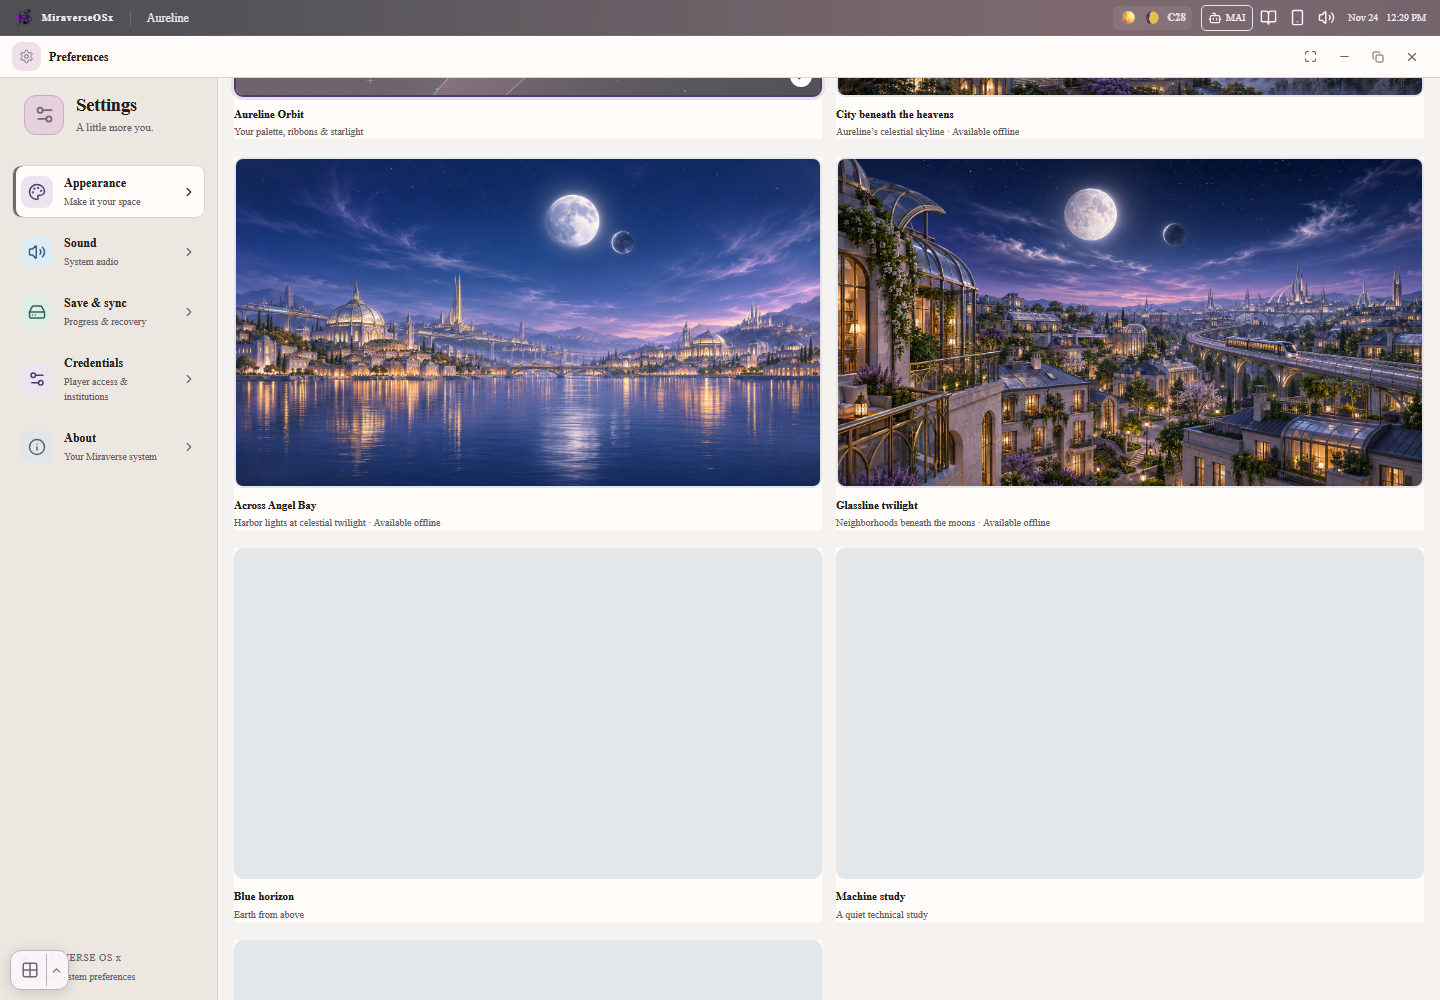 MiraverseOSx
Aureline
C28
MAI
Nov 24
12:29 PM
Preferences
Settings
A little more you.
Appearance
Make it your space
Sound
System audio
Save & sync
Progress & recovery
Credentials
Player access &
institutions
About
Your Miraverse system
ERSE OS x
stem preferences
Aureline Orbit
Your palette, ribbons & starlight
City beneath the heavens
Aureline's celestial skyline · Available offline
Across Angel Bay
Harbor lights at celestial twilight · Available offline
Glassline twilight
Neighborhoods beneath the moons · Available offline
Blue horizon
Earth from above
Machine study
A quiet technical study